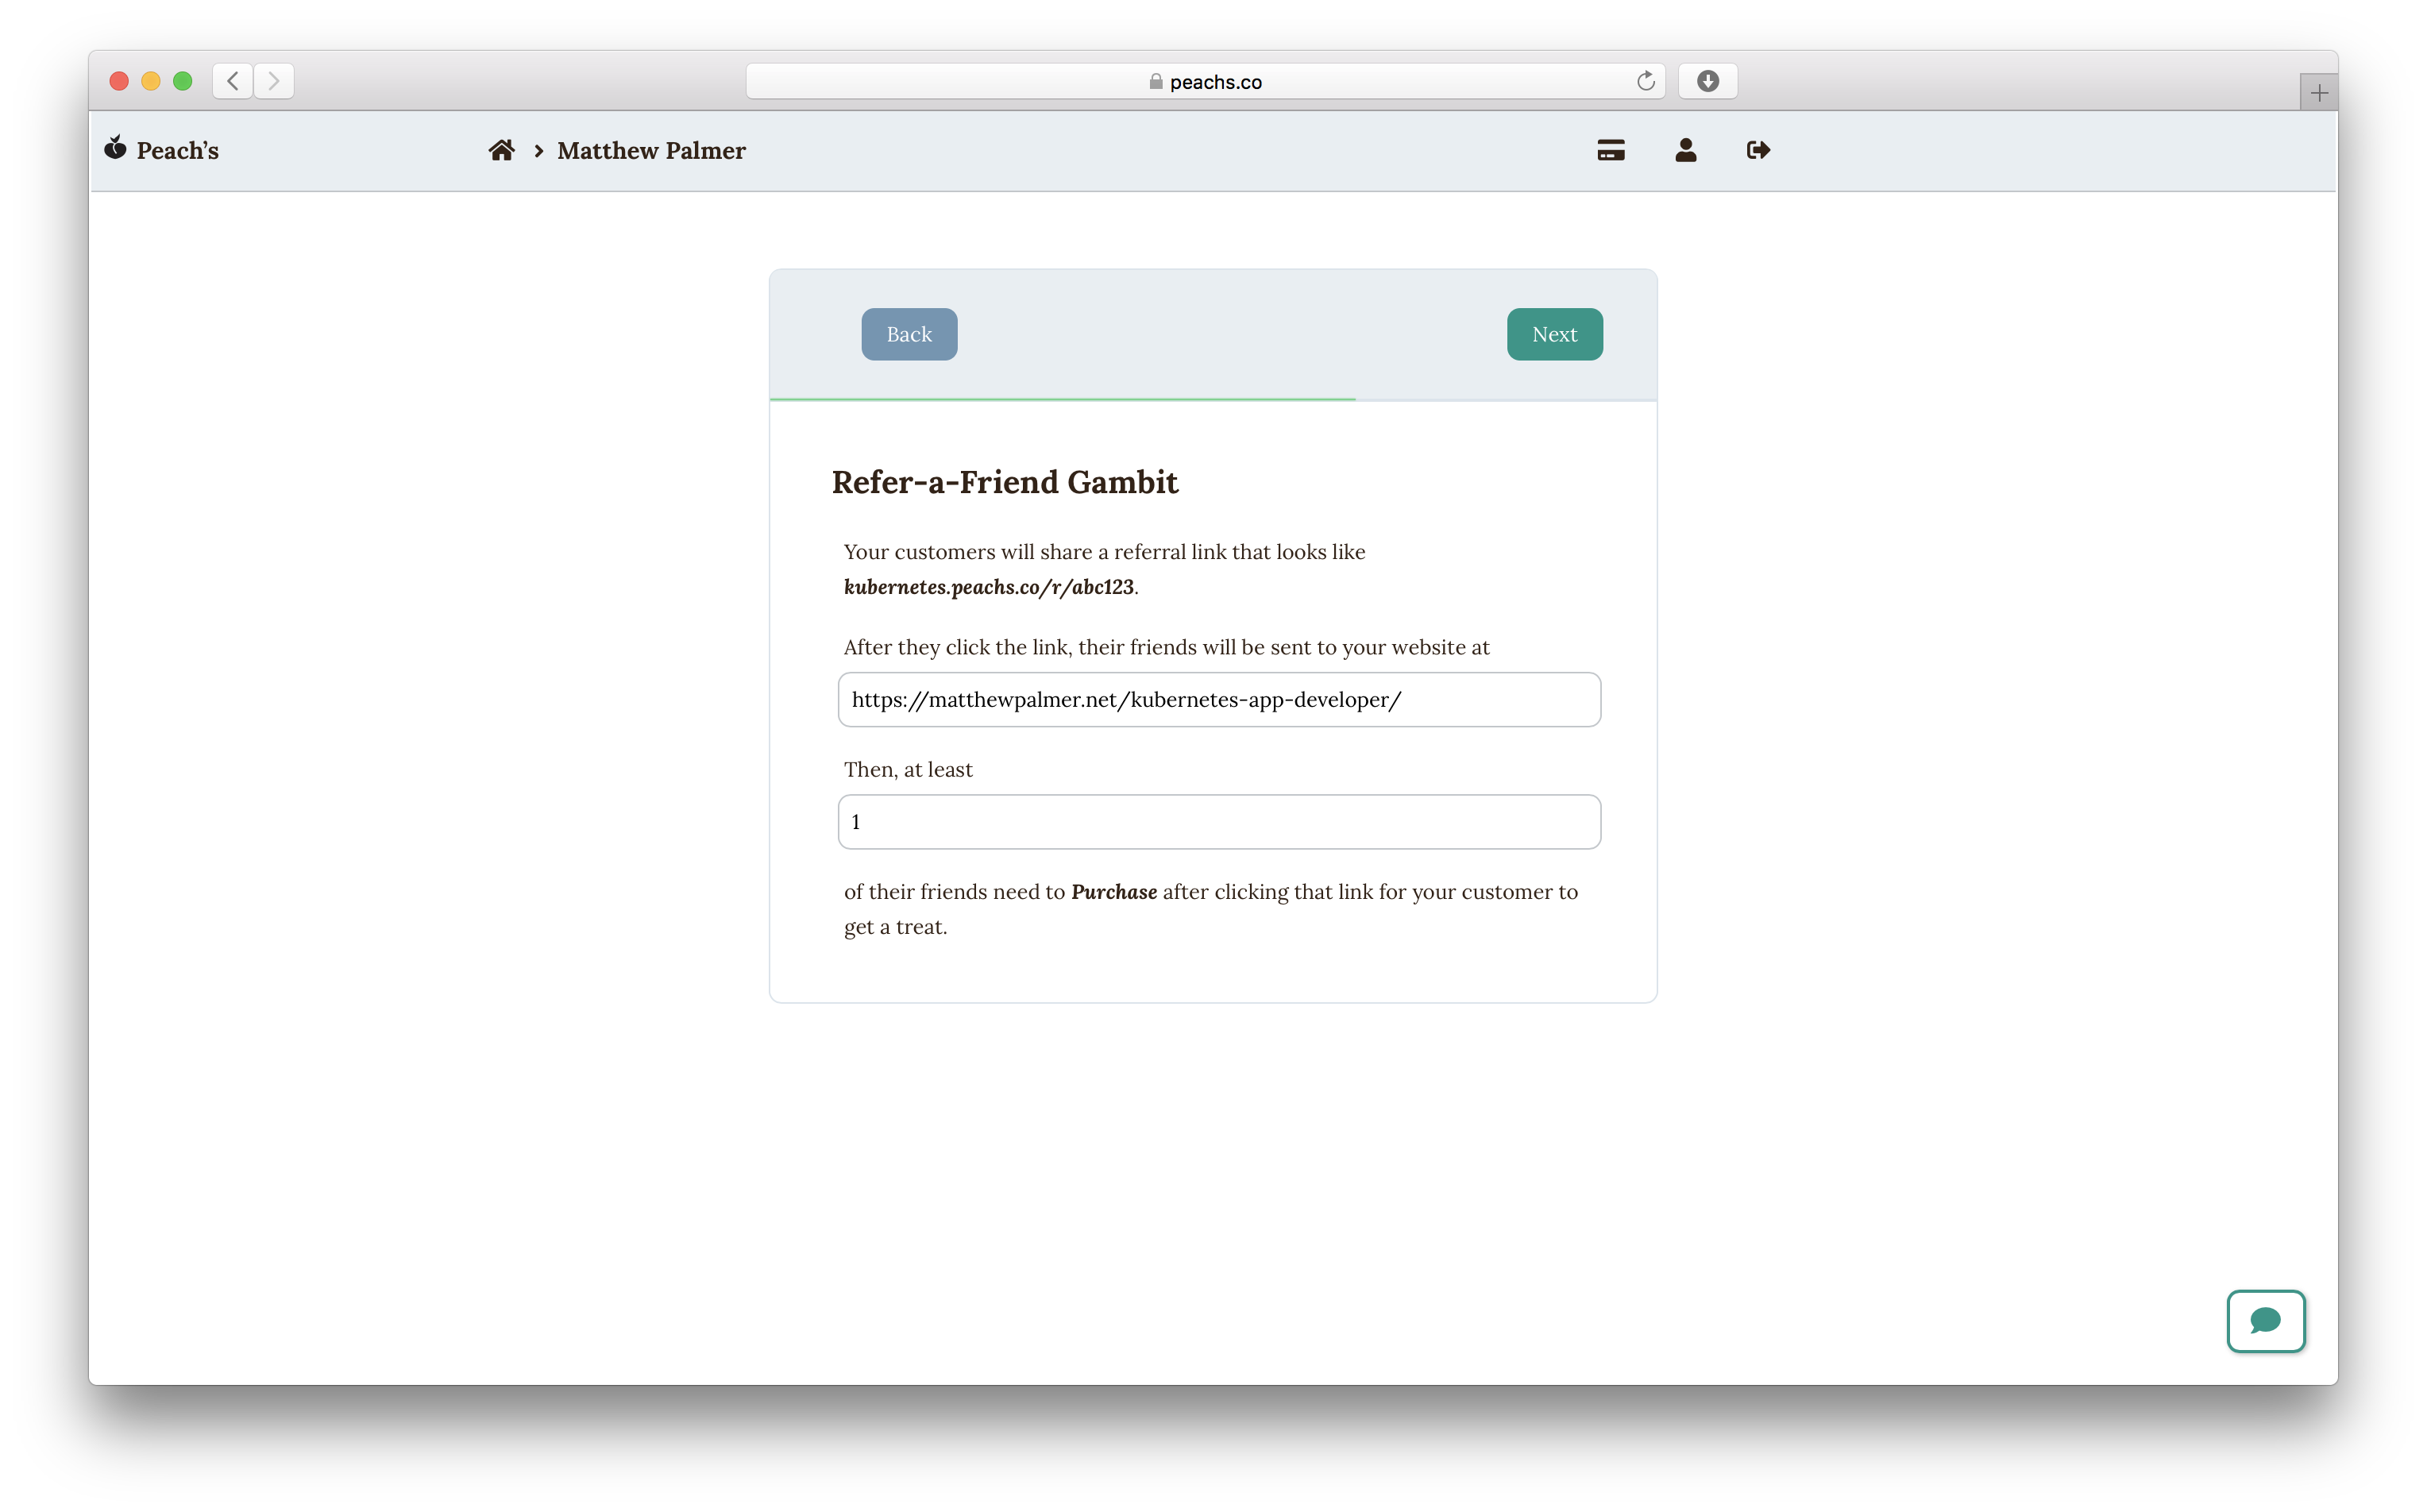 peachs.co
Peach’s
Matthew Palmer
Back
Next
Refer-a-Friend Gambit
Your customers will share a referral link that looks like
kubernetes.peachs.co/r/abc123.
After they click the link, their friends will be sent to your website at
https://matthewpalmer.net/kubernetes-app-developer/
Then, at least
1
of their friends need to Purchase after clicking that link for your customer to
get a treat.